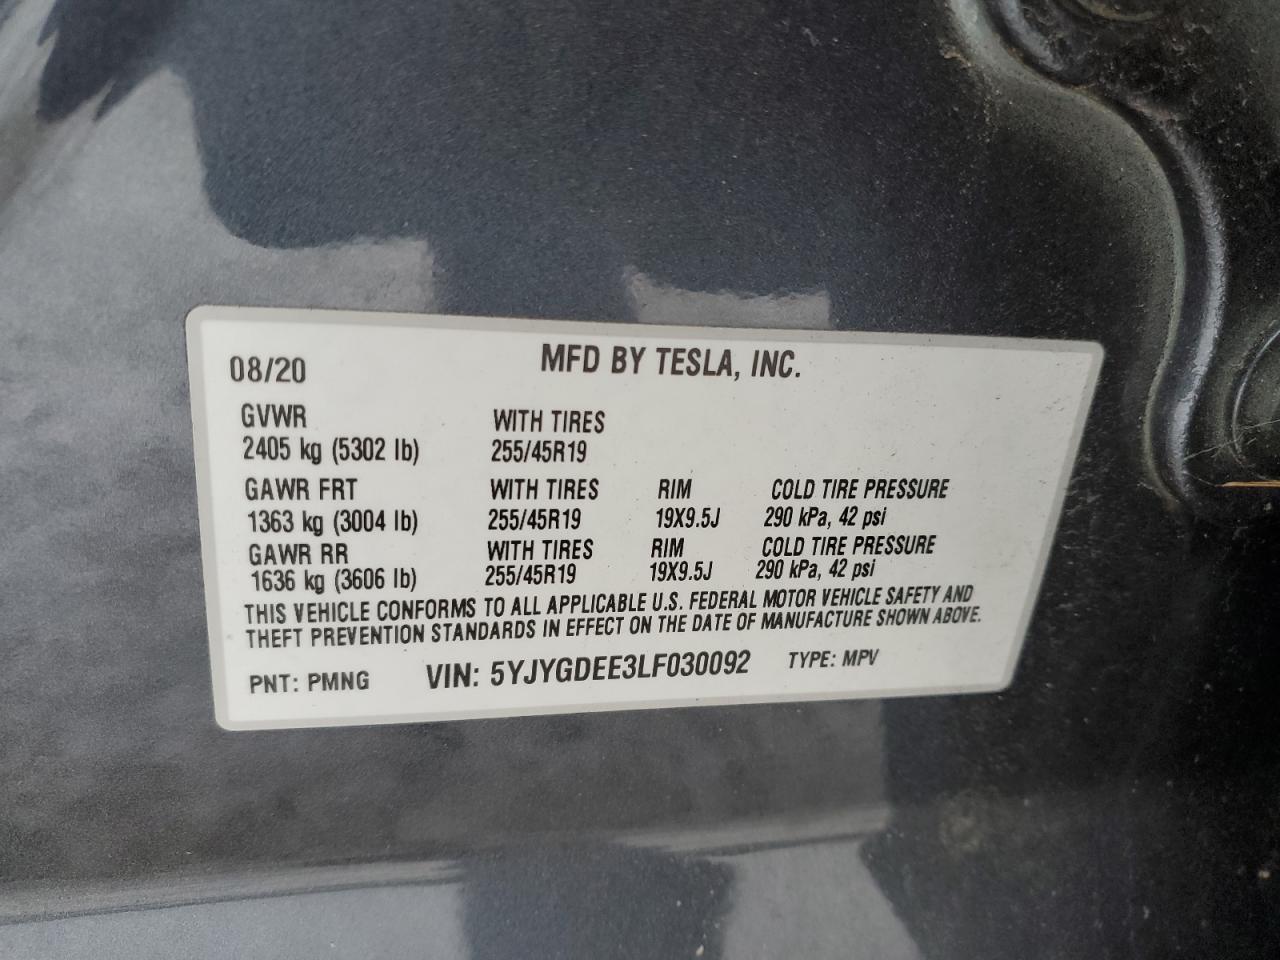 08/20 MFD BY TESLA, INC.
GVWR WITH TIRES
2405 kg (5302 lb) 255/45R19
GAWR FRT WITH TIRES RIM COLD TIRE PRESSURE
1363 kg (3004 lb) 255/45R19 19X9.5J 290 kPa, 42 psi
GAWR RR WITH TIRES RIM COLD TIRE PRESSURE
1636 kg (3606 lb) 255/45R19 19X9.5J 290 kPa, 42 psi
THIS VEHICLE CONFORMS TO ALL APPLICABLE U.S. FEDERAL MOTOR VEHICLE SAFETY AND
THEFT PREVENTION STANDARDS IN EFFECT ON THE DATE OF MANUFACTURE SHOWN ABOVE.
PNT: PMNG VIN: 5YJYGDEE3LF030092 TYPE: MPV